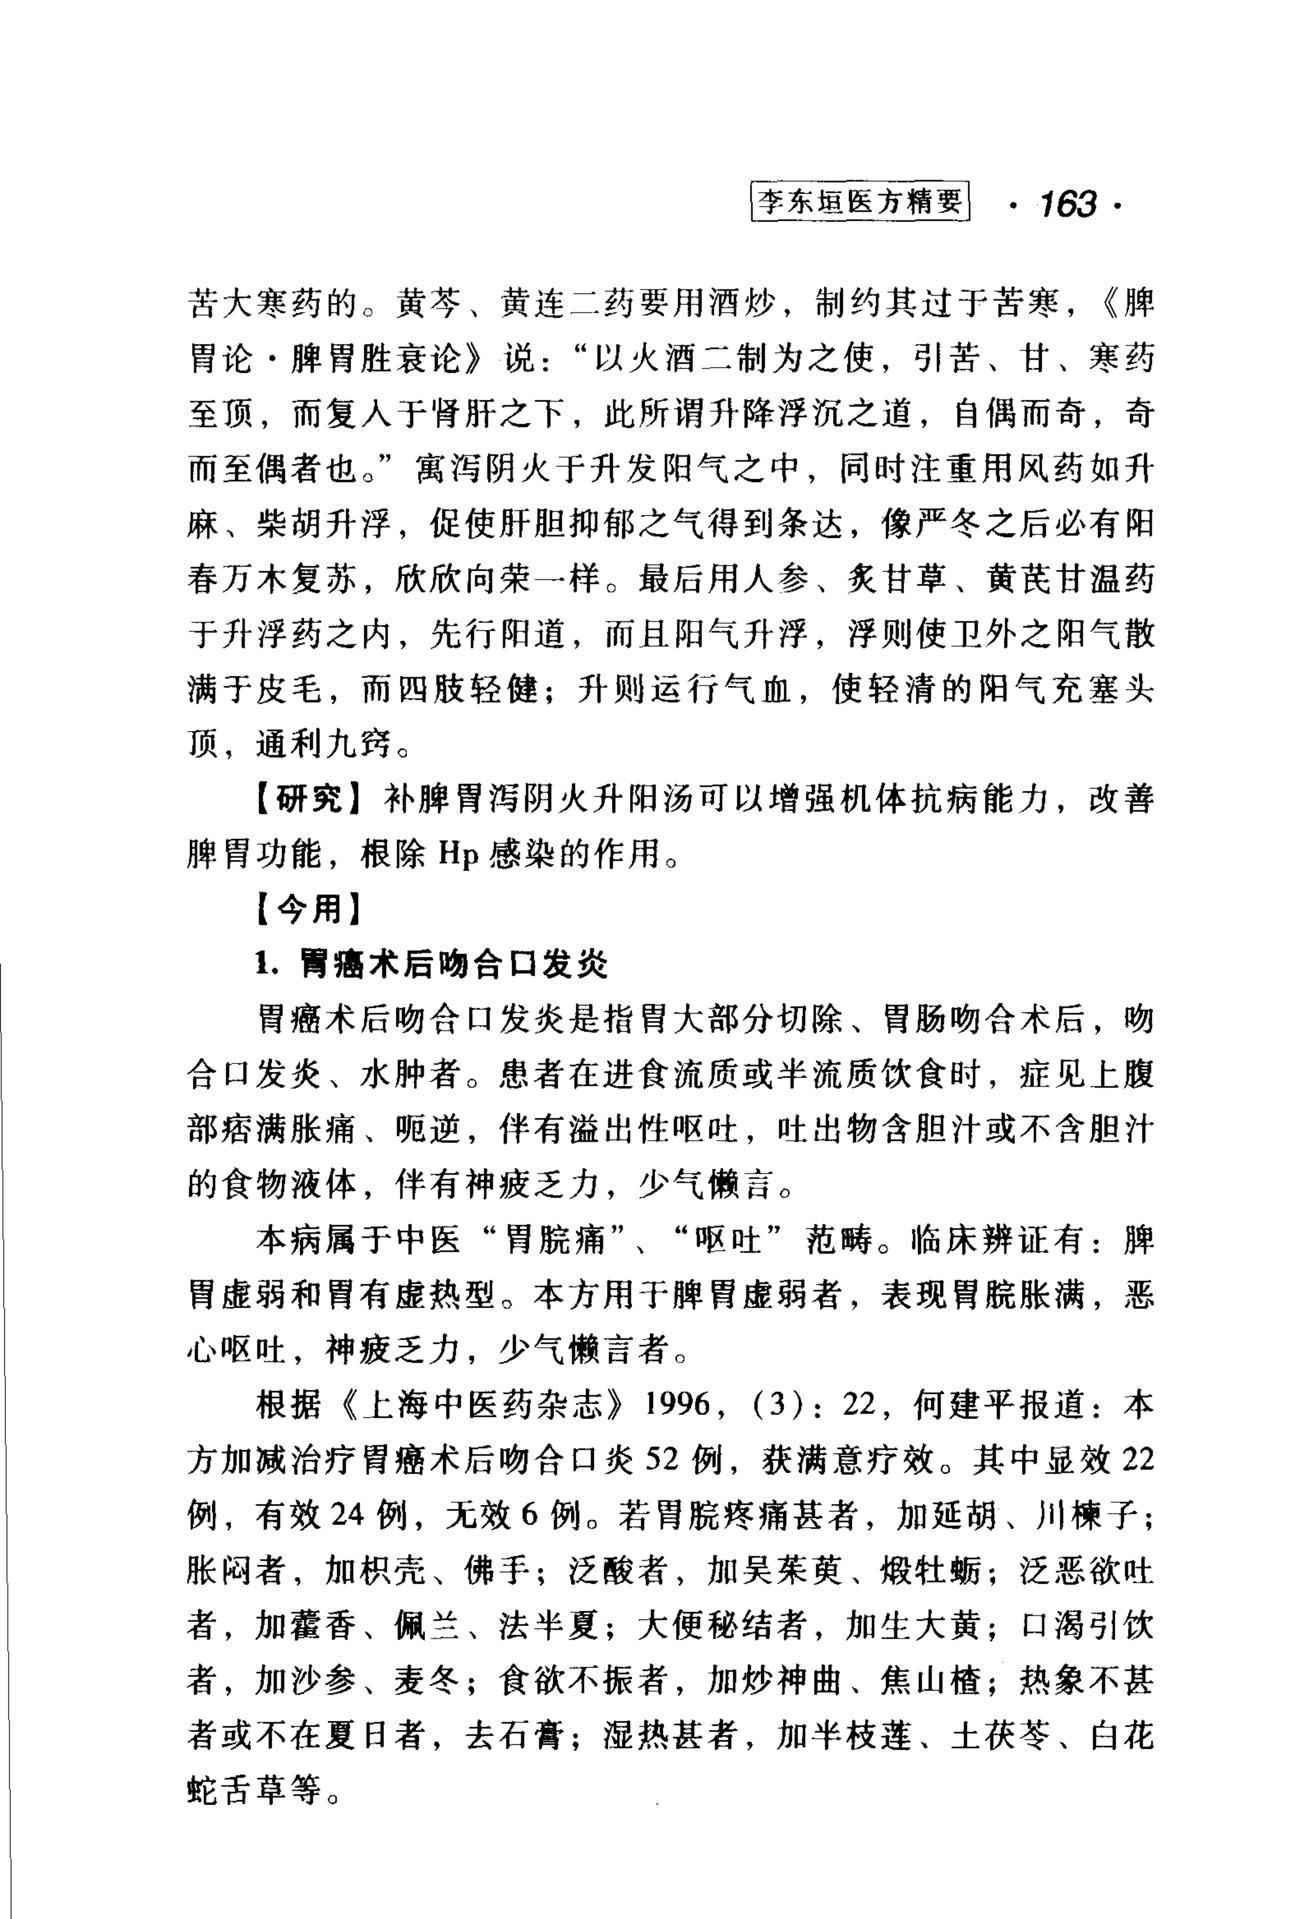 李东垣医方精要 · 163 ·
苦大寒药的。黄芩、黄连二药要用酒炒，制约其过于苦寒，《脾
胃论·脾胃胜衰论》说：“以火酒二制为之使，引苦、甘、寒药
至顶，而复入于肾肝之下，此所谓升降浮沉之道，自偶而奇，奇
而至偶者也。”寓泻阴火于升发阳气之中，同时注重用风药如升
麻、柴胡升浮，促使肝胆抑郁之气得到条达，像严冬之后必有阳
春万木复苏，欣欣向荣一样。最后用人参、炙甘草、黄芪甘温药
于升浮药之内，先行阳道，而且阳气升浮，浮则使卫外之阳气散
满于皮毛，而四肢轻健；升则运行气血，使轻清的阳气充塞头
顶，通利九窍。
【研究】补脾胃泻阴火升阳汤可以增强机体抗病能力，改善
脾胃功能，根除 Hp 感染的作用。
【今用】
1. 胃癌术后吻合口发炎
胃癌术后吻合口发炎是指胃大部分切除、胃肠吻合术后，吻
合口发炎、水肿者。患者在进食流质或半流质饮食时，症见上腹
部痞满胀痛、呃逆，伴有溢出性呕吐，吐出物含胆汁或不含胆汁
的食物液体，伴有神疲乏力，少气懒言。
本病属于中医“胃脘痛”、“呕吐”范畴。临床辨证有：脾
胃虚弱和胃有虚热型。本方用于脾胃虚弱者，表现胃脘胀满，恶
心呕吐，神疲乏力，少气懒言者。
根据《上海中医药杂志》1996，(3)：22，何建平报道：本
方加减治疗胃癌术后吻合口炎 52 例，获满意疗效。其中显效 22
例，有效 24 例，无效 6 例。若胃脘疼痛甚者，加延胡、川楝子；
胀闷者，加枳壳、佛手；泛酸者，加吴茱萸、煅牡蛎；泛恶欲吐
者，加藿香、佩兰、法半夏；大便秘结者，加生大黄；口渴引饮
者，加沙参、麦冬；食欲不振者，加炒神曲、焦山楂；热象不甚
者或不在夏日者，去石膏；湿热甚者，加半枝莲、土茯苓、白花
蛇舌草等。